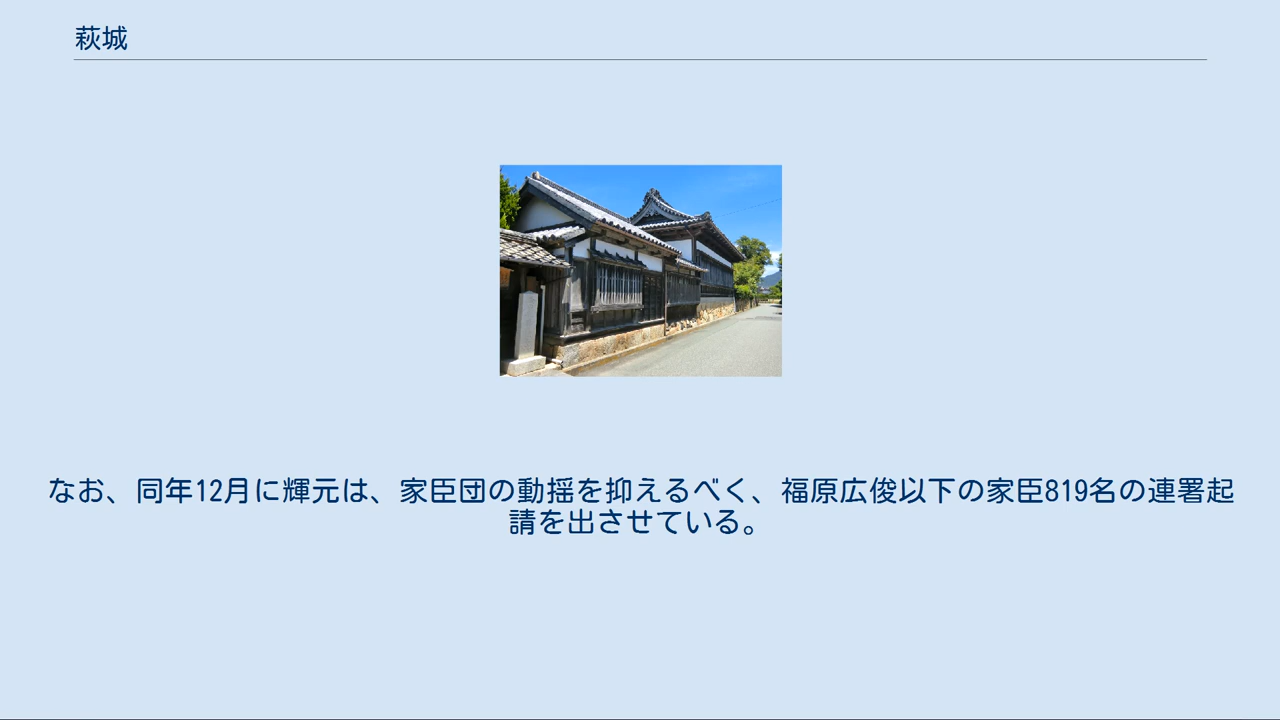 萩城
なお、同年12月に輝元は、家臣団の動揺を抑えるべく、福原広俊以下の家臣819名の連署起
請を出させている。